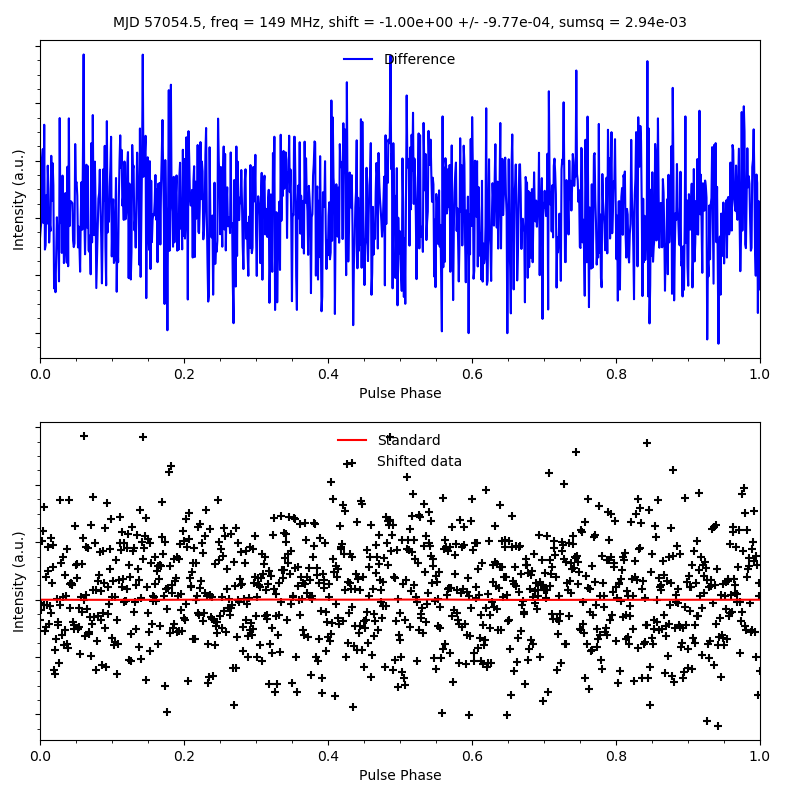 MJD 57054.5, freq = 149 MHz, shift = -1.00e+00 +/- -9.77e-04, sumsq = 2.94e-03
Difference
Intensity (a.u.)
0.0 0.2 0.4 0.6 0.8 1.0
Pulse Phase
Standard
Shifted data
Intensity (a.u.)
0.0 0.2 0.4 0.6 0.8 1.0
Pulse Phase